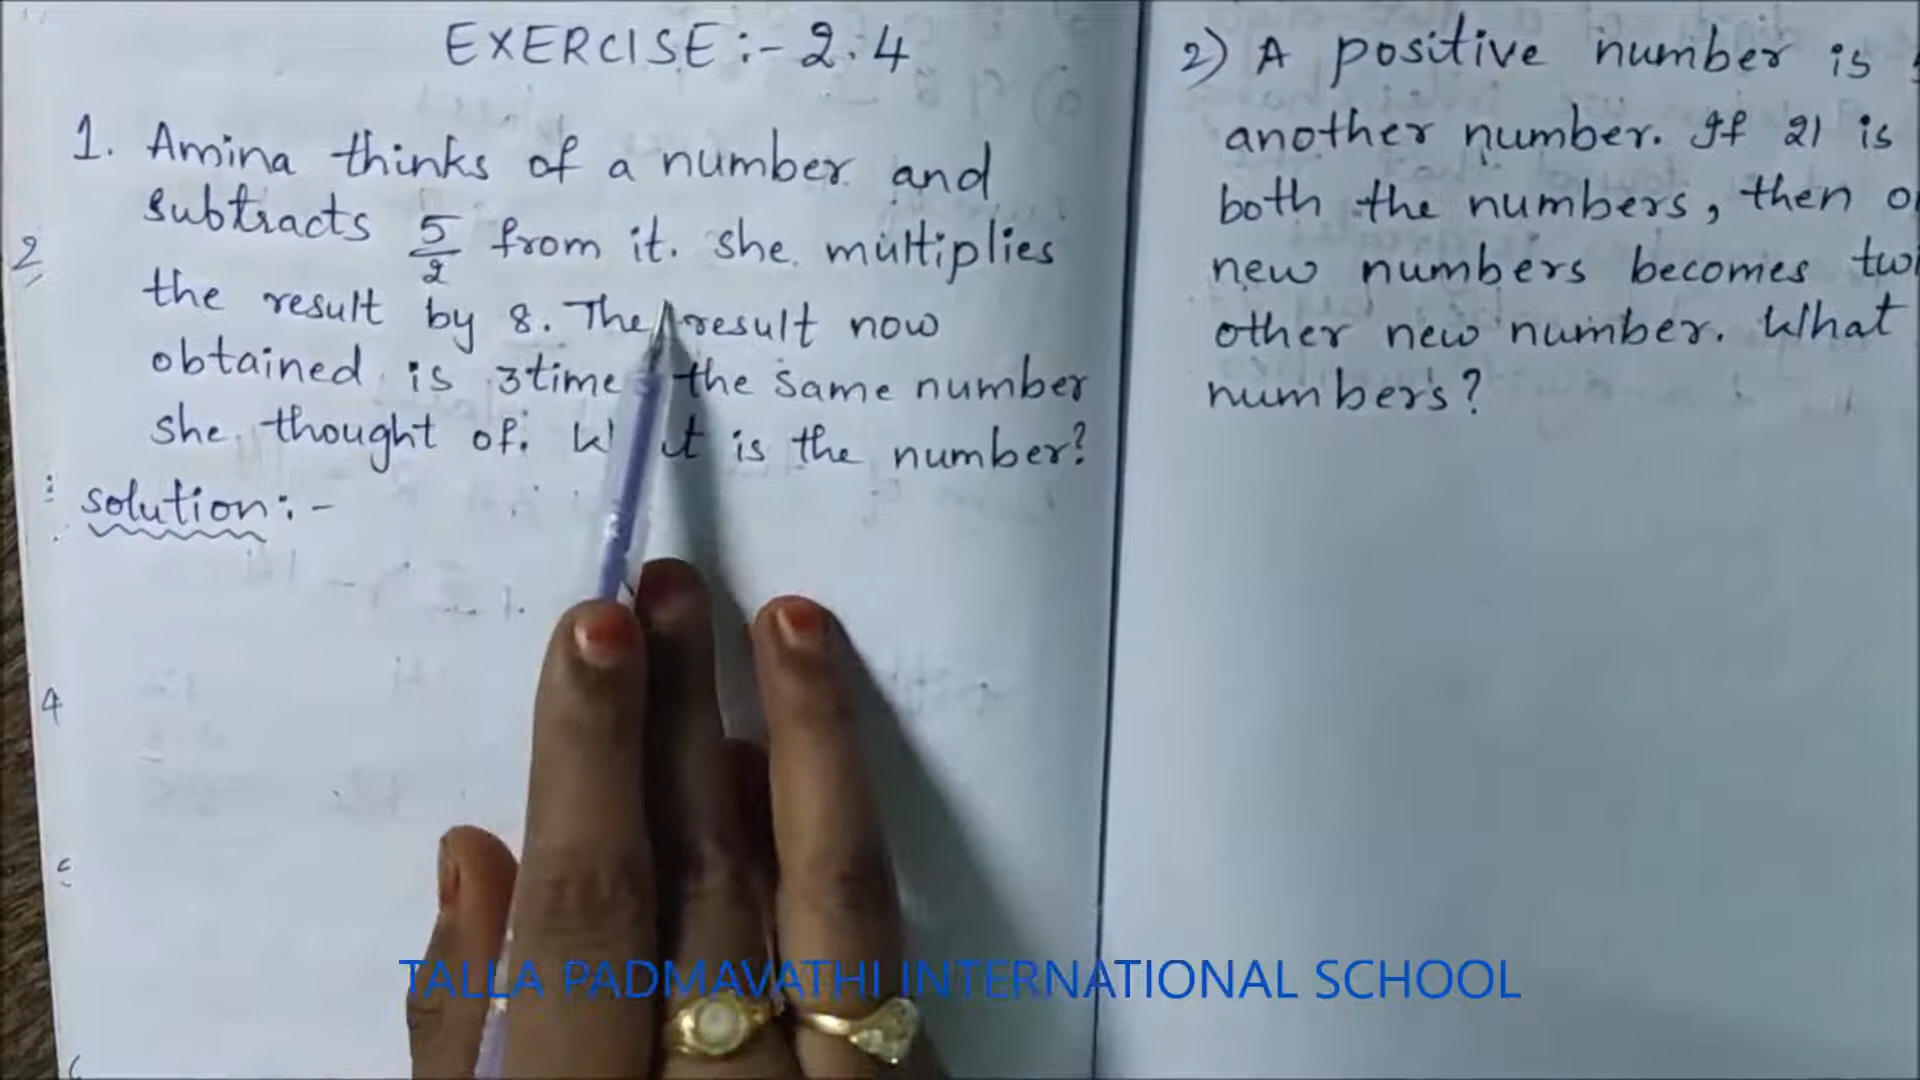 EXERCISE:- 2.4
1. Amina thinks of a number and
subtracts 5/2 from it. she multiplies
the result by 8. The result now
obtained is 3time the same number
she thought of. is the number?
solution:-
2
4
2) A positive number is
another number. If 21 is
both the numbers, then
new numbers becomes
other new number. What
numbers?
TALLA PADMAVATHI INTERNATIONAL SCHOOL